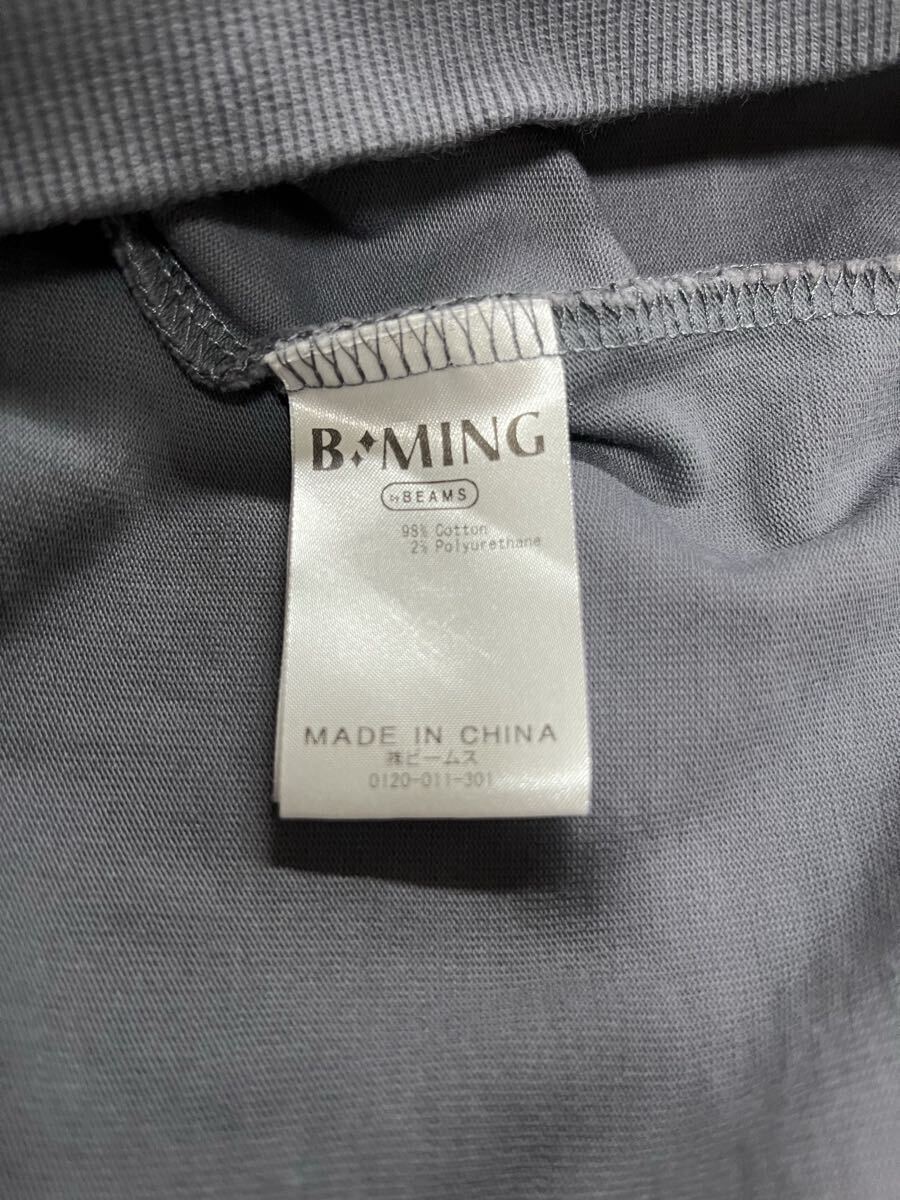 B MING
by BEAMS
98% Cotton
2% Polyurethane
MADE IN CHINA
㈱ビームス
0120-011-301